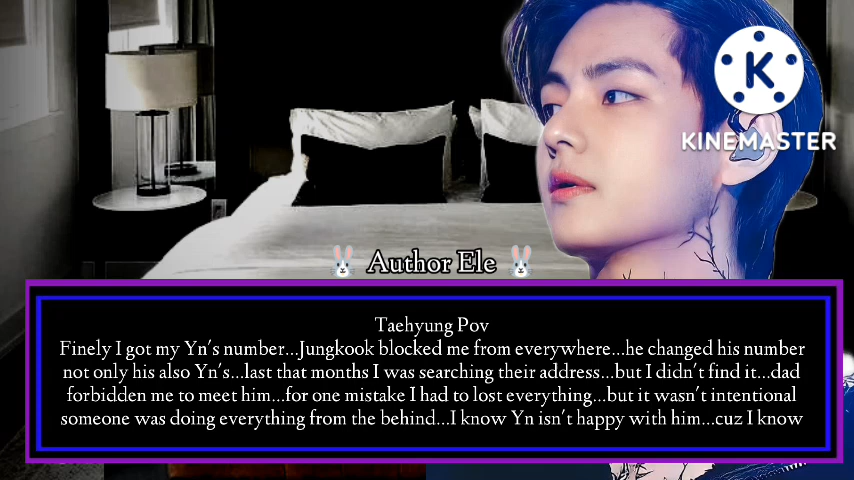 K
KINEMASTER
🐰 Author Ele 🐰
Taehyung Pov
Finely I got my Yn's number...Jungkook blocked me from everywhere...he changed his number
not only his also Yn's...last that months I was searching their address...but I didn't find it...dad
forbidden me to meet him...for one mistake I had to lost everything...but it wasn't intentional
someone was doing everything from the behind...I know Yn isn't happy with him...cuz I know